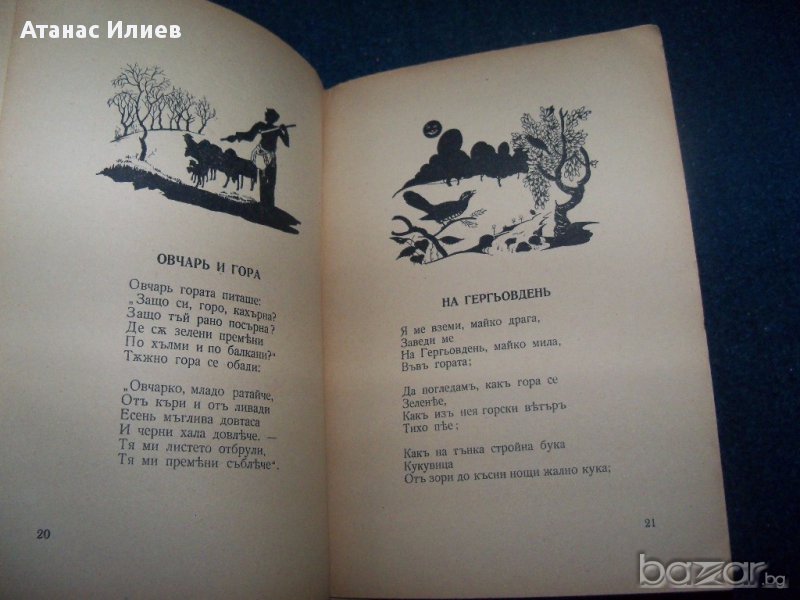 Атанас Илиев
ОВЧАРЬ И ГОРА
Овчарь гората питаше:
„Защо си, горо, кахърна?
Защо тъй рано посърна?
Де сѫ зелени премѣни
По хълми и по балкани?“
Тѫжно гора се обади:
„Овчарко, младо ратайче,
Отъ къри и отъ ливади
Есень мъглива довтаса
И черни хала довлѣче. —
Тя ми листето отбрули,
Тя ми премѣни съблѣче“.
20
НА ГЕРГЬОВДЕНЬ
Я ме вземи, майко драга,
Заведи ме
На Гергьовдень, майко мила,
Въвъ гората;
Да погледамъ, какъ гора се
Зеленѣе,
Какъ изъ нея горски вѣтъръ
Тихо пѣе;
Какъ на тънка стройна бука
Кукувица
Отъ зори до късни нощи жално кука;
21
bazar.bg